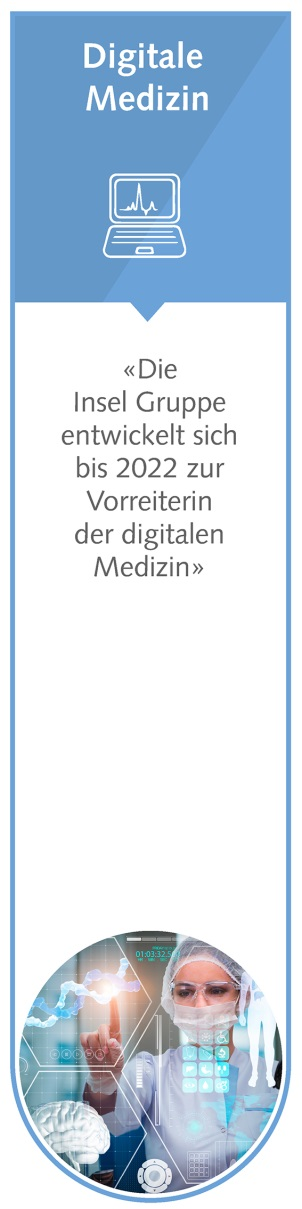 Digitale
Medizin
«Die
Insel Gruppe
entwickelt sich
bis 2022 zur
Vorreiterin
der digitalen
Medizin»